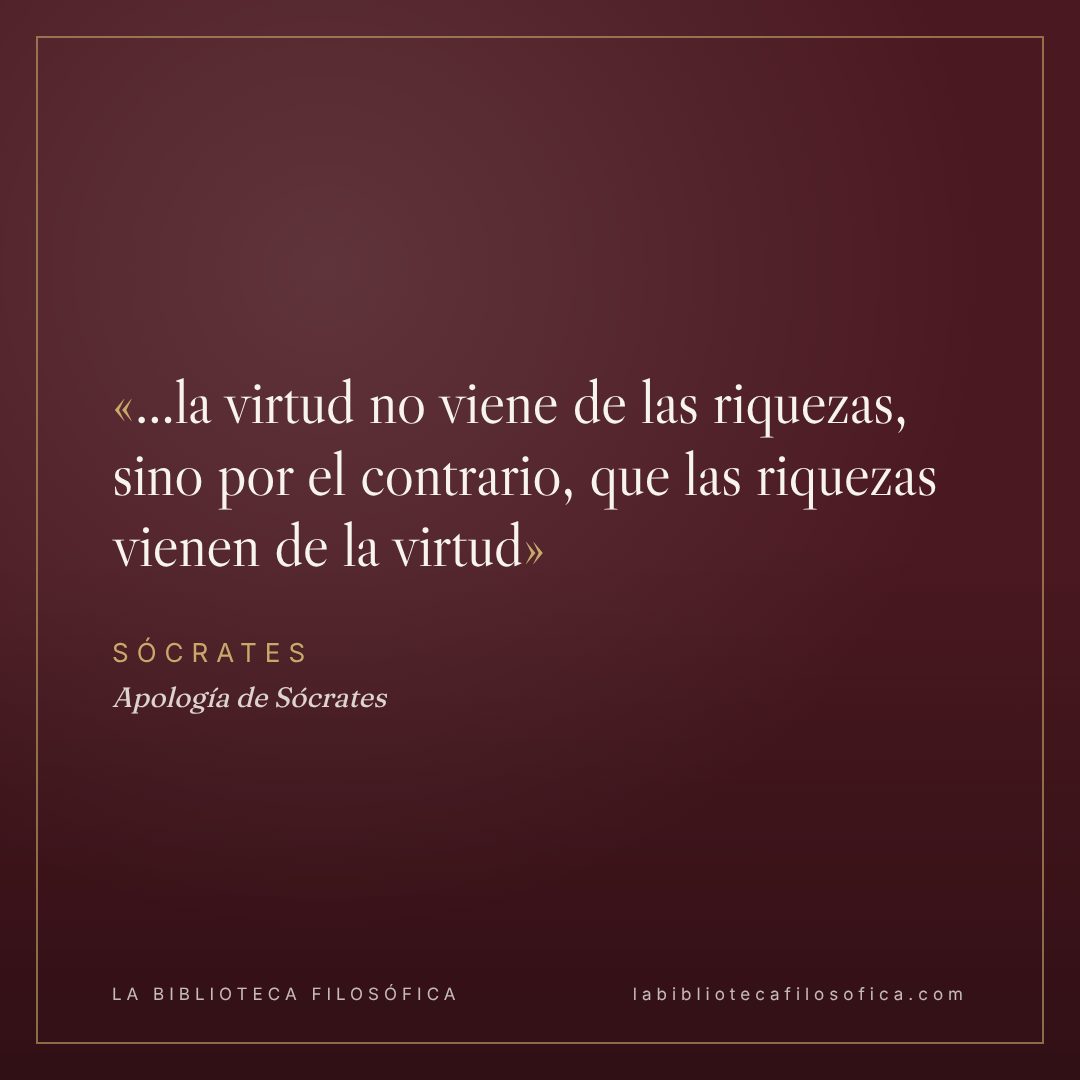 «...la virtud no viene de las riquezas,
sino por el contrario, que las riquezas
vienen de la virtud»
SÓCRATES
Apología de Sócrates
LA BIBLIOTECA FILOSÓFICA
labibliotecafilosofica.com